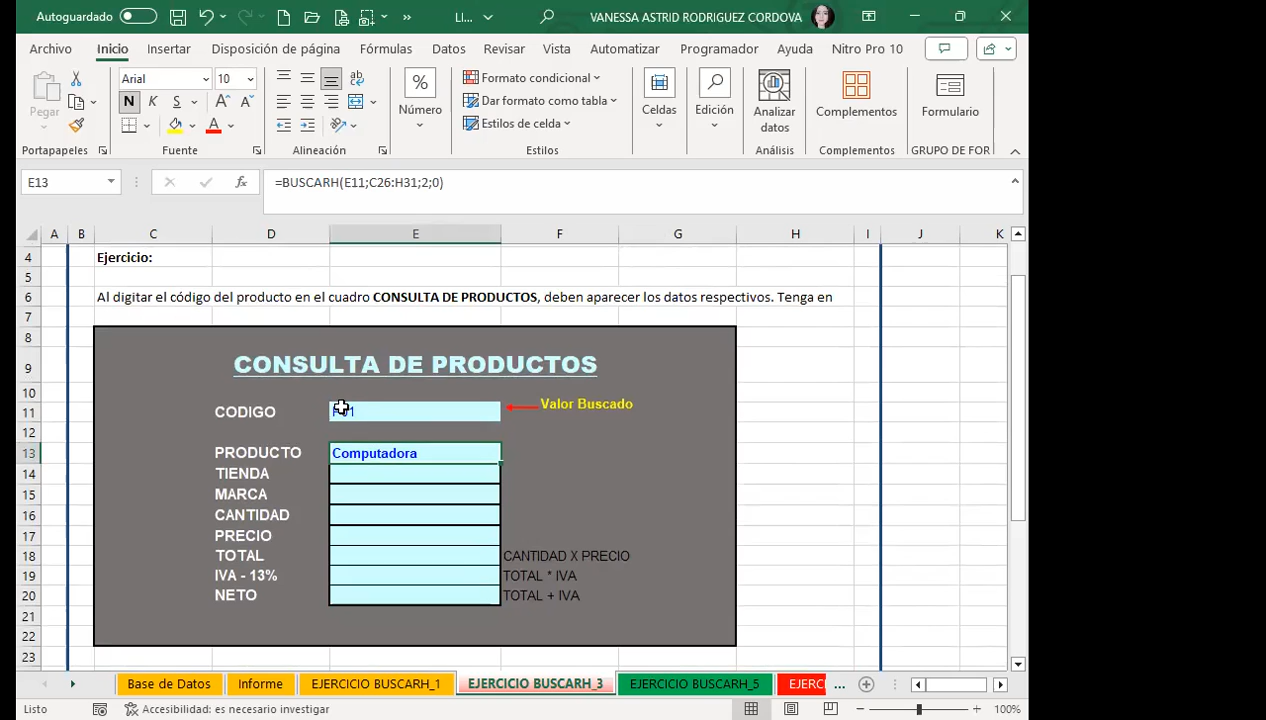 Autoguardado
LI...
VANESSA ASTRID RODRIGUEZ CORDOVA
Archivo Inicio Insertar Disposición de página Fórmulas Datos Revisar Vista Automatizar Programador Ayuda Nitro Pro 10
Pegar
Arial 10
N K S
Número
Formato condicional
Dar formato como tabla
Estilos de celda
Celdas
Edición
Analizar datos
Complementos
Formulario
Portapapeles Fuente Alineación Estilos Análisis Complementos GRUPO DE FOR
E13 fx =BUSCARH(E11;C26:H31;2;0)
A B C D E F G H I J K
4 Ejercicio:
5
6 Al digitar el código del producto en el cuadro CONSULTA DE PRODUCTOS, deben aparecer los datos respectivos. Tenga en
7
8
9 CONSULTA DE PRODUCTOS
10
11 CODIGO Valor Buscado
12
13 PRODUCTO Computadora
14 TIENDA
15 MARCA
16 CANTIDAD
17 PRECIO
18 TOTAL CANTIDAD X PRECIO
19 IVA - 13% TOTAL * IVA
20 NETO TOTAL + IVA
21
22
23
Base de Datos Informe EJERCICIO BUSCARH_1 EJERCICIO BUSCARH_3 EJERCICIO BUSCARH_5 EJERC ...
Listo Accesibilidad: es necesario investigar 100%